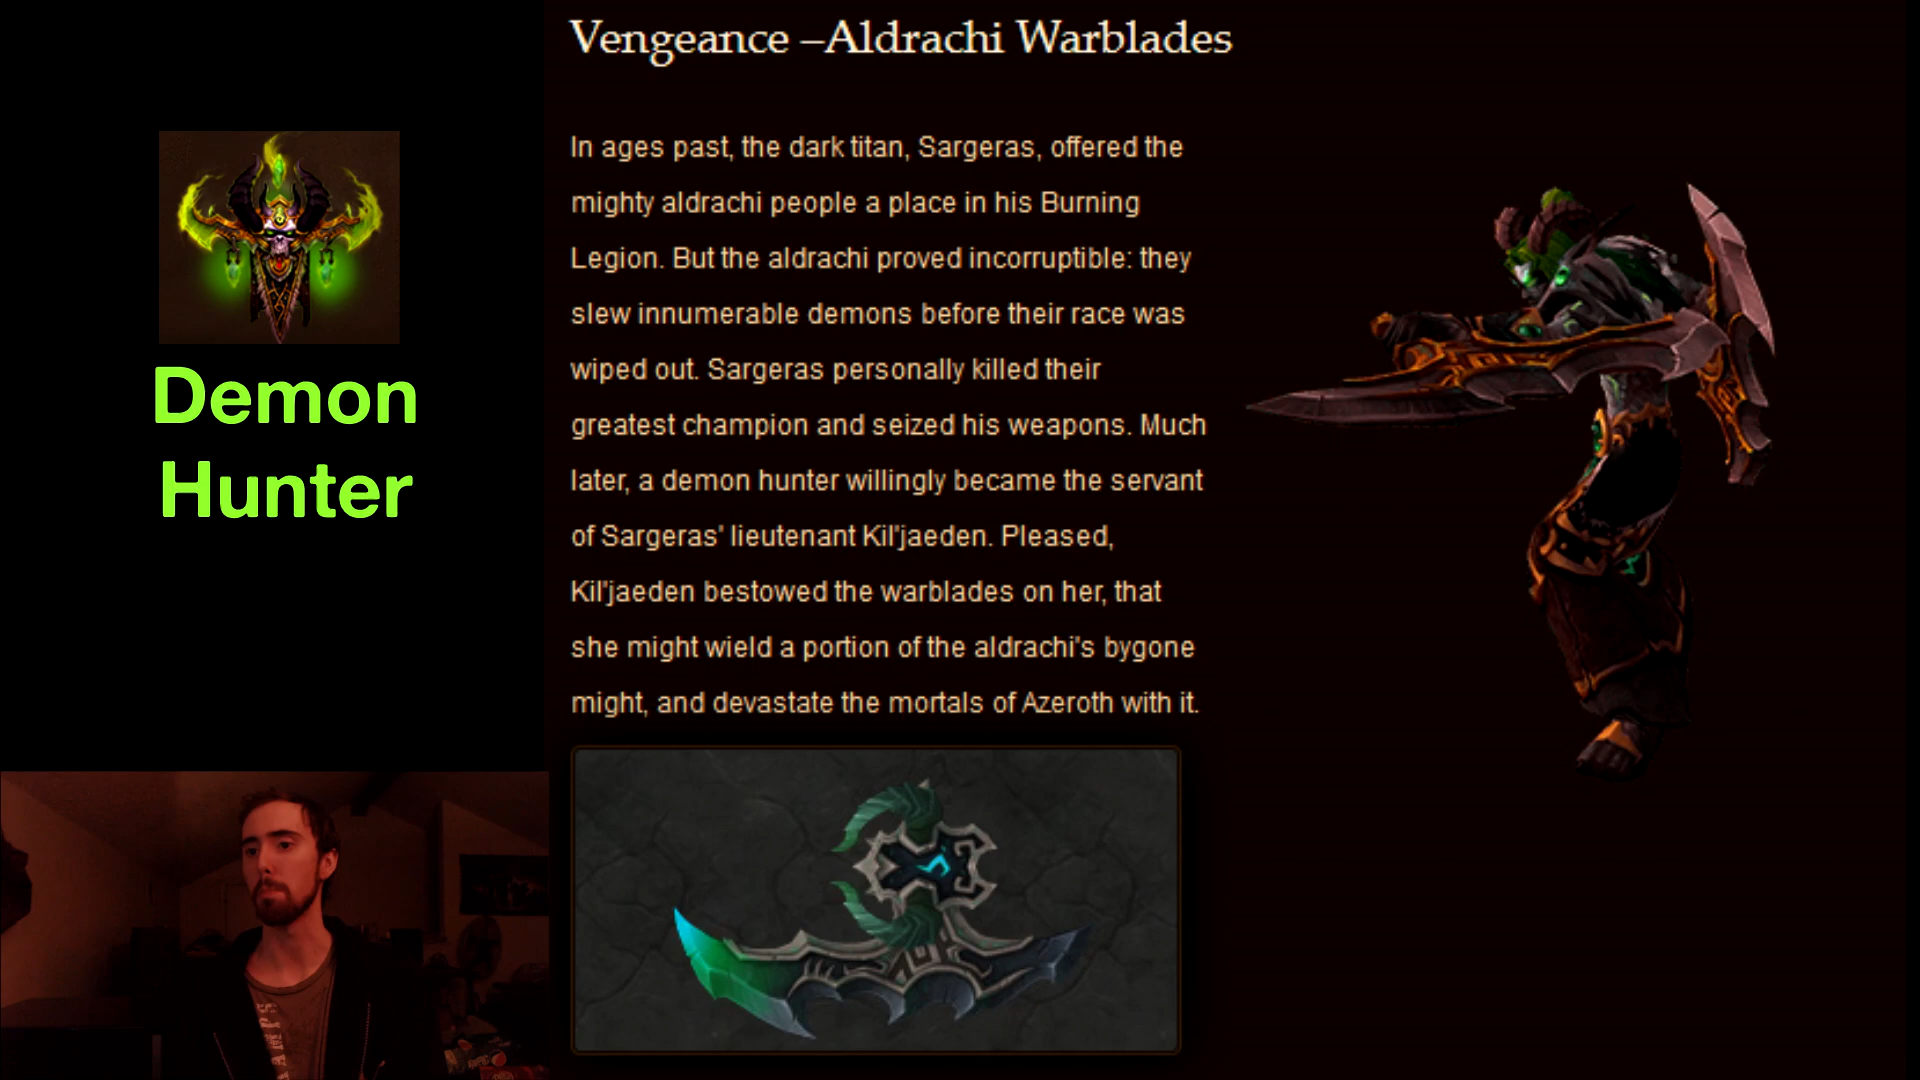 Vengeance –Aldrachi Warblades
In ages past, the dark titan, Sargeras, offered the
mighty aldrachi people a place in his Burning
Legion. But the aldrachi proved incorruptible: they
slew innumerable demons before their race was
wiped out. Sargeras personally killed their
greatest champion and seized his weapons. Much
later, a demon hunter willingly became the servant
of Sargeras' lieutenant Kil'jaeden. Pleased,
Kil'jaeden bestowed the warblades on her, that
she might wield a portion of the aldrachi's bygone
might, and devastate the mortals of Azeroth with it.
Demon
Hunter